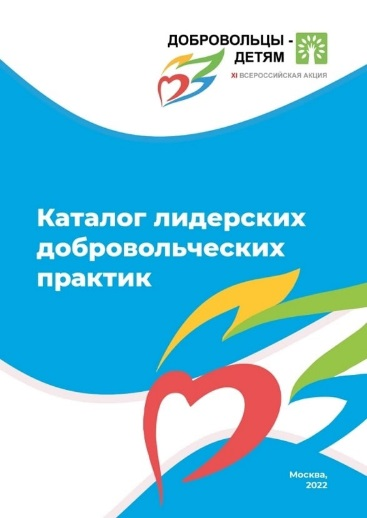 ДОБРОВОЛЬЦЫ -
ДЕТЯМ
XI ВСЕРОССИЙСКАЯ АКЦИЯ
Каталог лидерских
добровольческих
практик
Москва,
2022